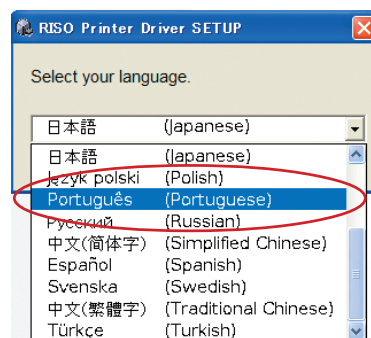 RISO Printer Driver SETUP
Select your language.
日本語 (Japanese)
日本語 (Japanese)
Język polski (Polish)
Português (Portuguese)
Русский (Russian)
中文(简体字) (Simplified Chinese)
Español (Spanish)
Svenska (Swedish)
中文(繁體字) (Traditional Chinese)
Türkçe (Turkish)